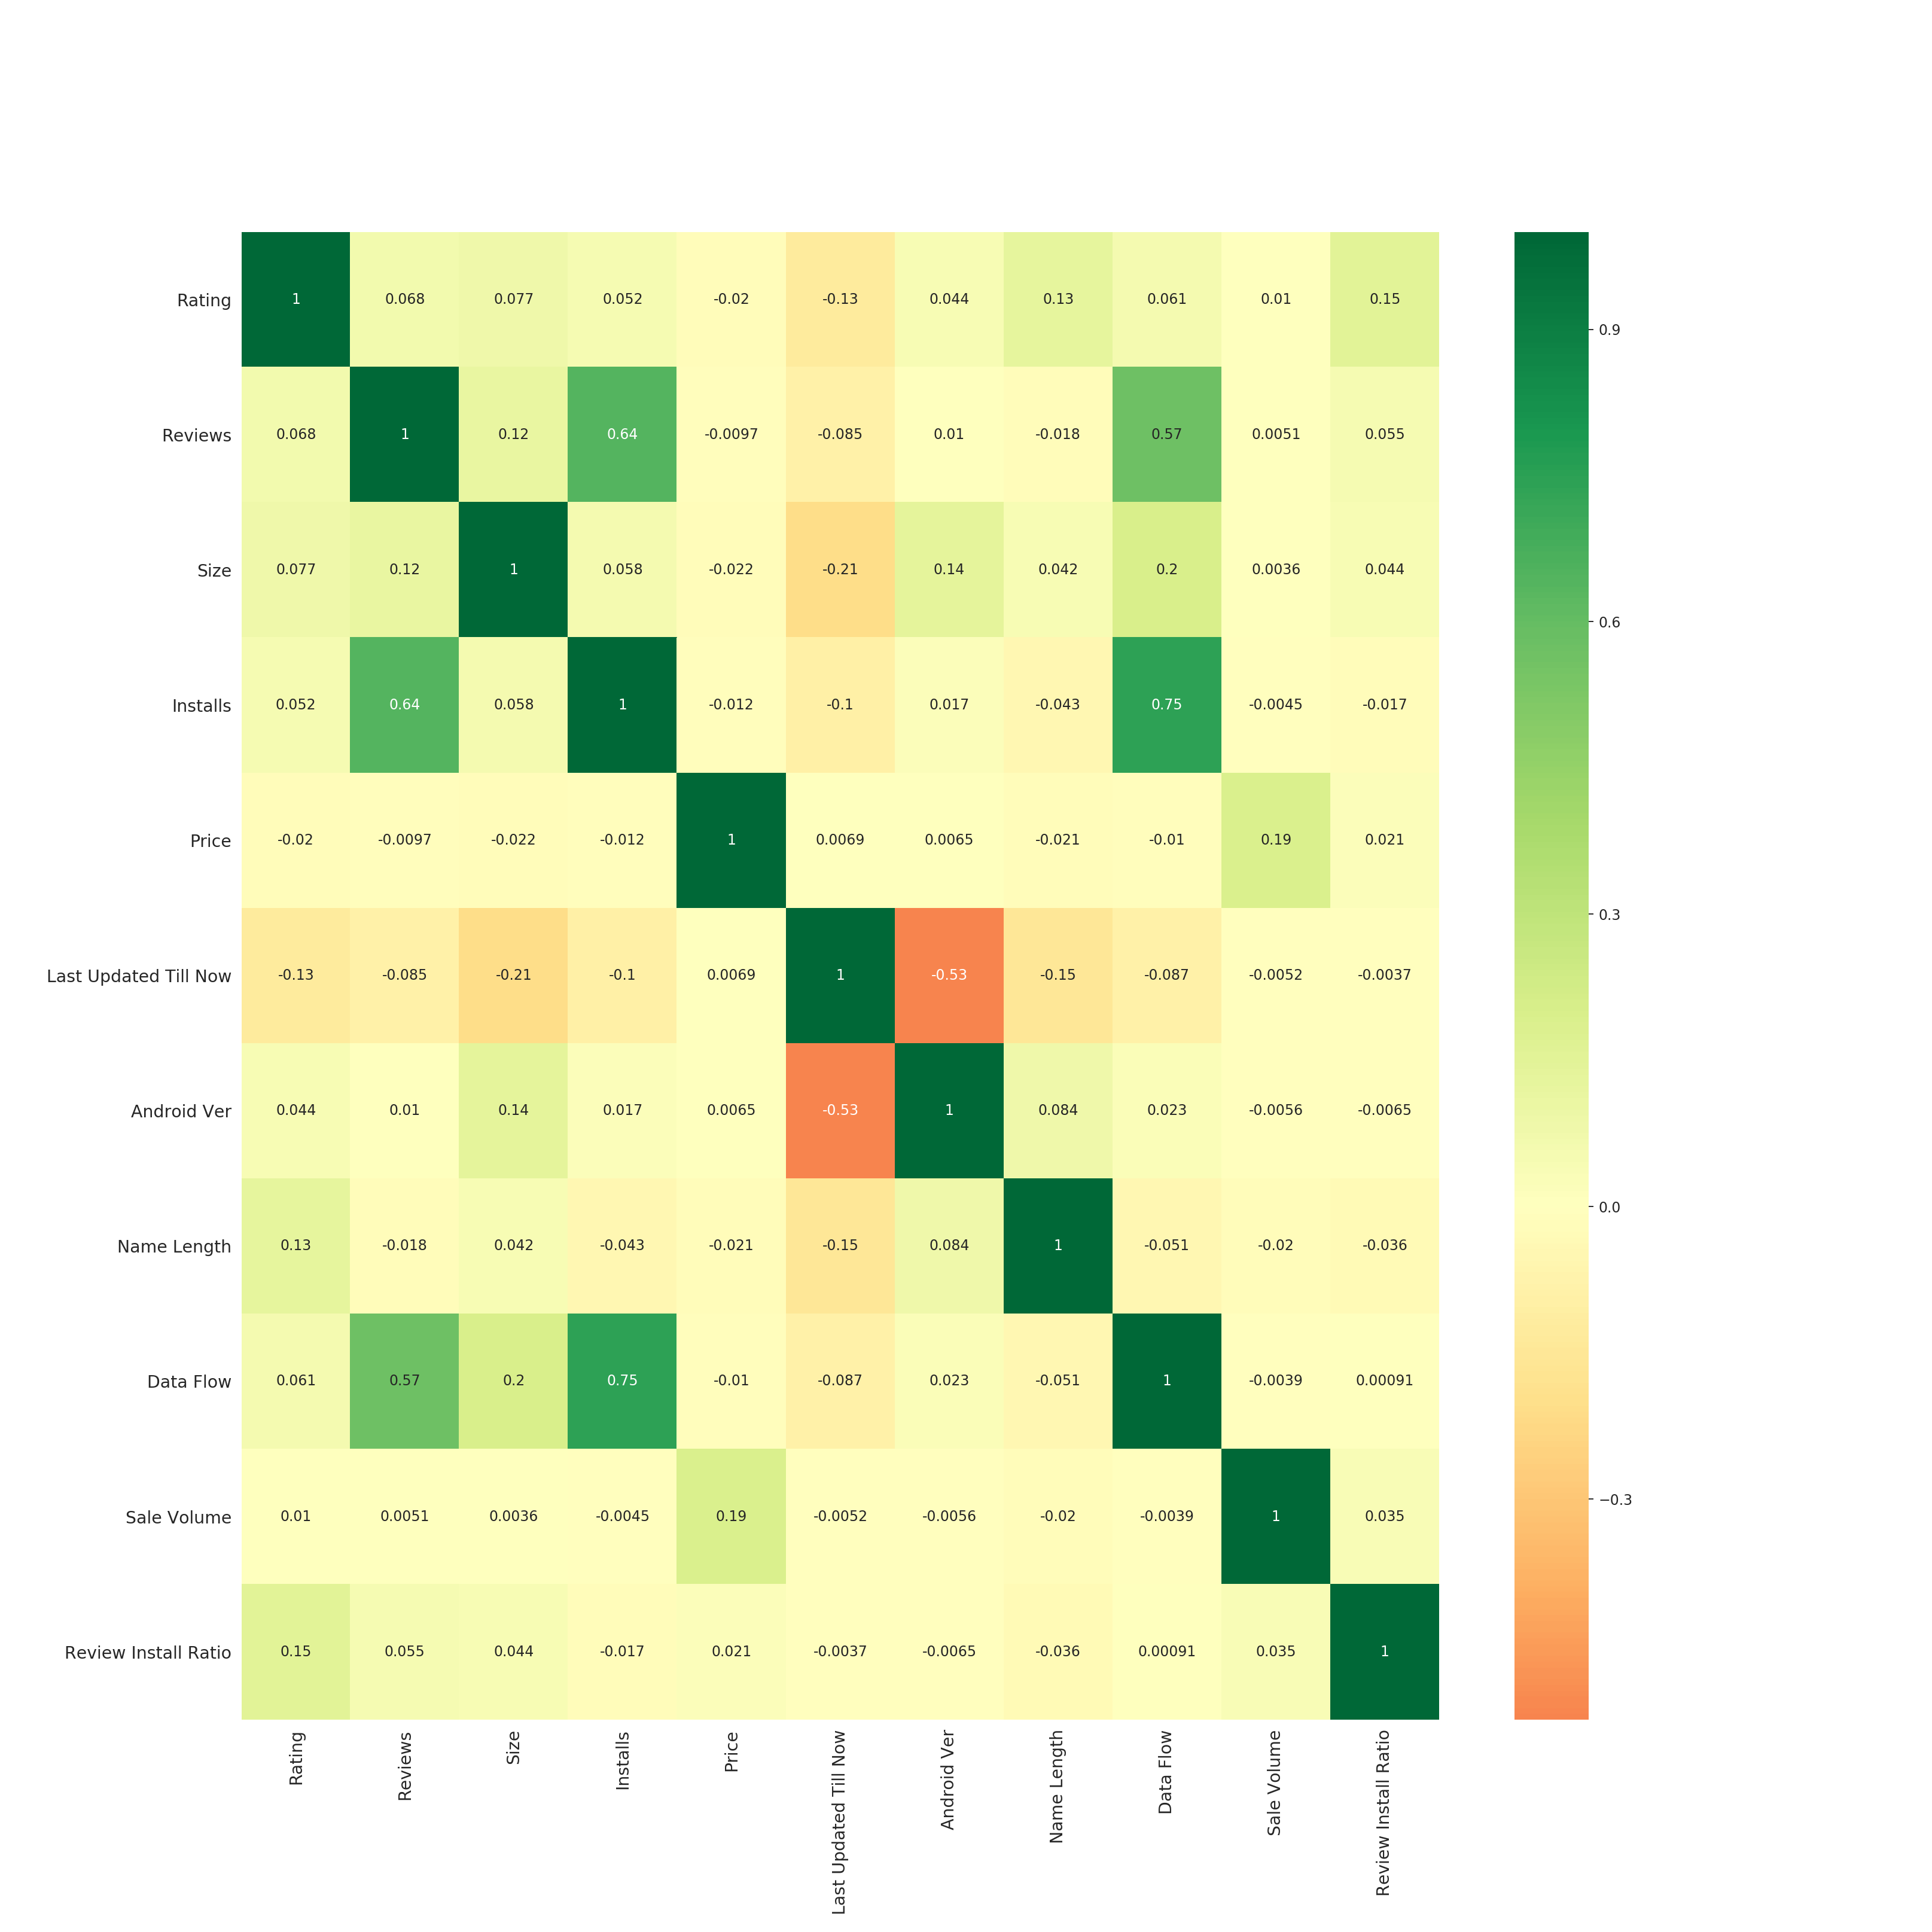 Rating 1 0.068 0.077 0.052 -0.02 -0.13 0.044 0.13 0.061 0.01 0.15
Reviews 0.068 1 0.12 0.64 -0.0097 -0.085 0.01 -0.018 0.57 0.0051 0.055
Size 0.077 0.12 1 0.058 -0.022 -0.21 0.14 0.042 0.2 0.0036 0.044
Installs 0.052 0.64 0.058 1 -0.012 -0.1 0.017 -0.043 0.75 -0.0045 -0.017
Price -0.02 -0.0097 -0.022 -0.012 1 0.0069 0.0065 -0.021 -0.01 0.19 0.021
Last Updated Till Now -0.13 -0.085 -0.21 -0.1 0.0069 1 -0.53 -0.15 -0.087 -0.0052 -0.0037
Android Ver 0.044 0.01 0.14 0.017 0.0065 -0.53 1 0.084 0.023 -0.0056 -0.0065
Name Length 0.13 -0.018 0.042 -0.043 -0.021 -0.15 0.084 1 -0.051 -0.02 -0.036
Data Flow 0.061 0.57 0.2 0.75 -0.01 -0.087 0.023 -0.051 1 -0.0039 0.00091
Sale Volume 0.01 0.0051 0.0036 -0.0045 0.19 -0.0052 -0.0056 -0.02 -0.0039 1 0.035
Review Install Ratio 0.15 0.055 0.044 -0.017 0.021 -0.0037 -0.0065 -0.036 0.00091 0.035 1
Rating
Reviews
Size
Installs
Price
Last Updated Till Now
Android Ver
Name Length
Data Flow
Sale Volume
Review Install Ratio
0.9
0.6
0.3
0.0
−0.3